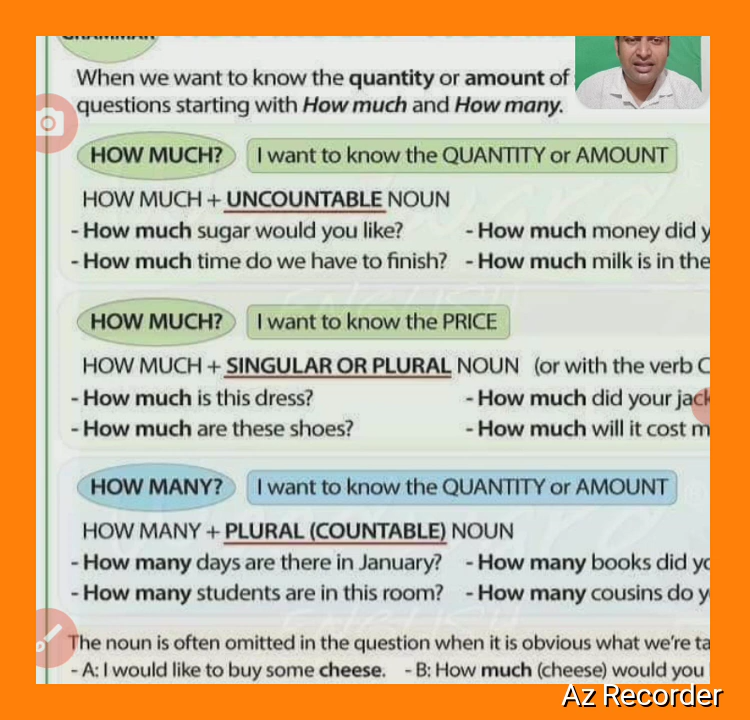 GRAMMAR
When we want to know the quantity or amount of
questions starting with How much and How many.
HOW MUCH? I want to know the QUANTITY or AMOUNT
HOW MUCH + UNCOUNTABLE NOUN
- How much sugar would you like? - How much money did y
- How much time do we have to finish? - How much milk is in the
HOW MUCH? I want to know the PRICE
HOW MUCH + SINGULAR OR PLURAL NOUN (or with the verb C
- How much is this dress? - How much did your jack
- How much are these shoes? - How much will it cost m
HOW MANY? I want to know the QUANTITY or AMOUNT
HOW MANY + PLURAL (COUNTABLE) NOUN
- How many days are there in January? - How many books did yo
- How many students are in this room? - How many cousins do y
The noun is often omitted in the question when it is obvious what we're ta
- A: I would like to buy some cheese. - B: How much (cheese) would you
Az Recorder